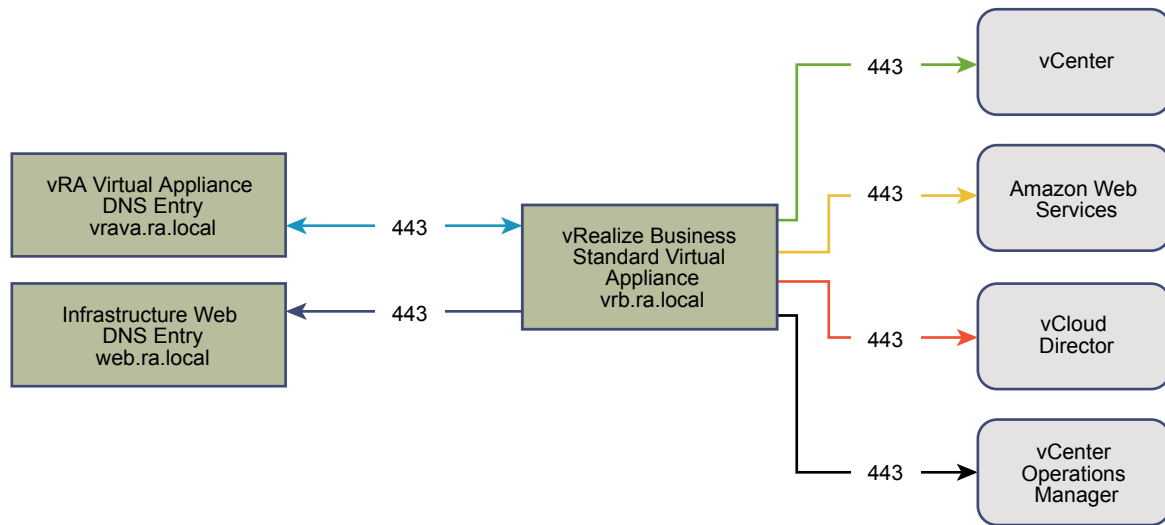 vRA Virtual Appliance
DNS Entry
vrava.ra.local
443
Infrastructure Web
DNS Entry
web.ra.local
443
vRealize Business
Standard Virtual
Appliance
vrb.ra.local
443
vCenter
443
Amazon Web
Services
443
vCloud
Director
443
vCenter
Operations
Manager